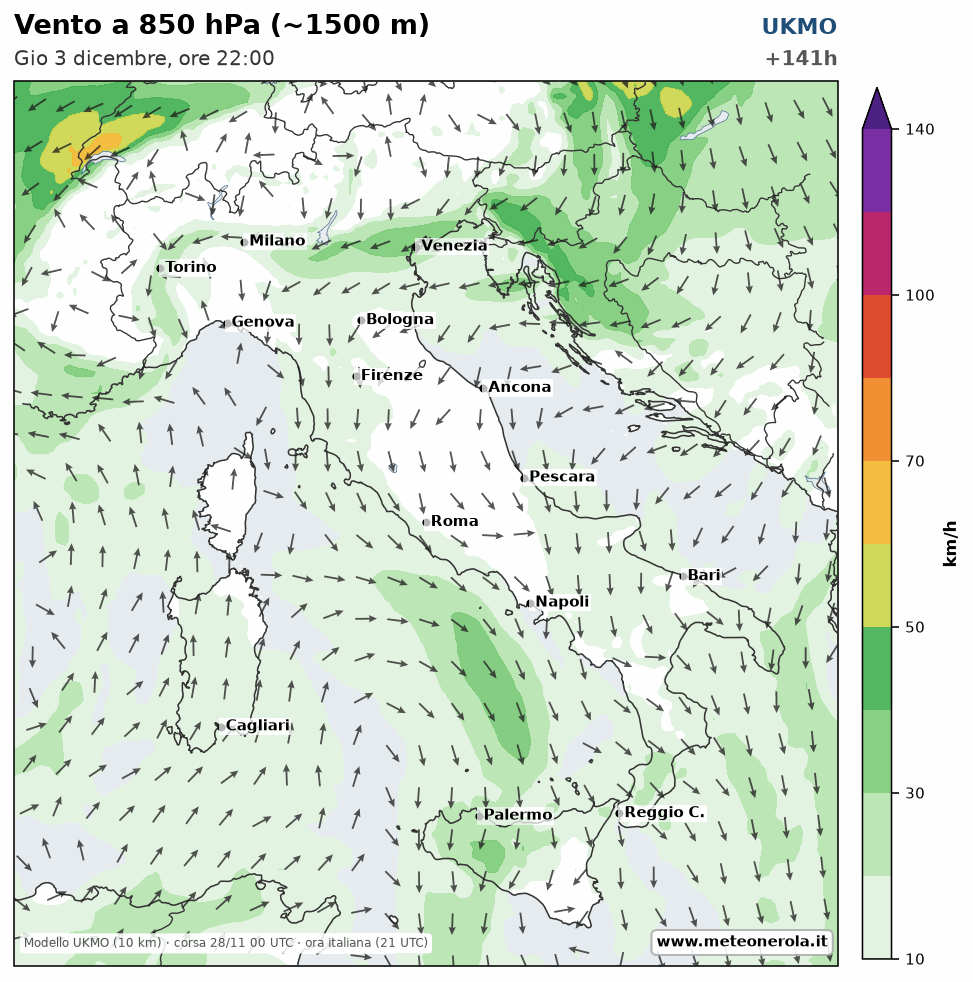 Vento a 850 hPa (~1500 m)
UKMO
Gio 3 dicembre, ore 22:00
+141h
Milano
Venezia
Torino
Genova
Bologna
Firenze
Ancona
Pescara
Roma
Bari
Napoli
Cagliari
Palermo
Reggio C.
140
100
70
50
30
10
km/h
Modello UKMO (10 km) · corsa 28/11 00 UTC · ora italiana (21 UTC)
www.meteonerola.it